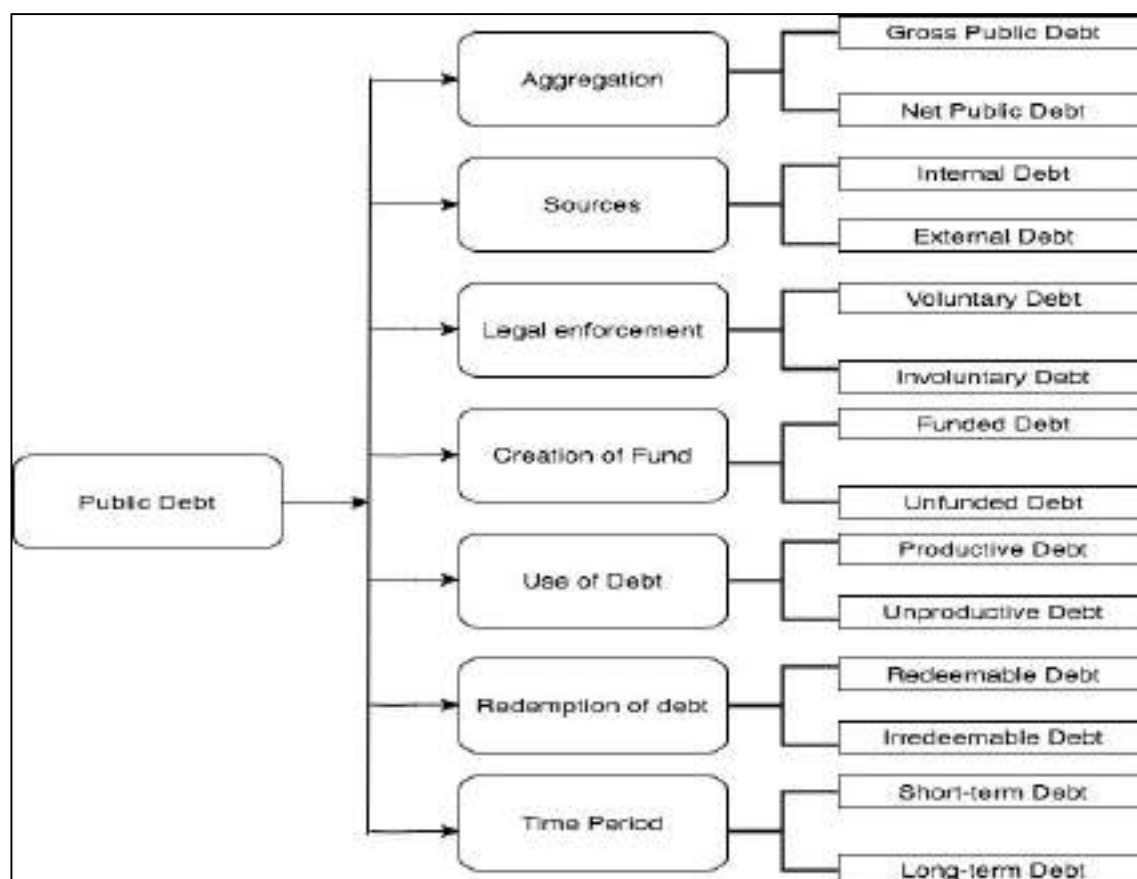 Public Debt
Aggregation
Gross Public Debt
Net Public Debt
Sources
Internal Debt
External Debt
Legal enforcement
Voluntary Debt
Involuntary Debt
Creation of Fund
Funded Debt
Unfunded Debt
Use of Debt
Productive Debt
Unproductive Debt
Redemption of debt
Redeemable Debt
Irredeemable Debt
Time Period
Short-term Debt
Long-term Debt